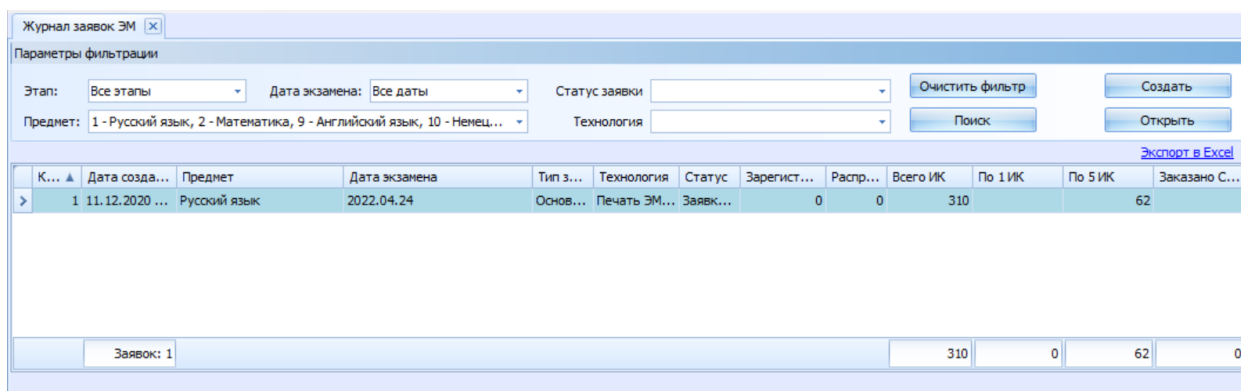 Журнал заявок ЭМ
Параметры фильтрации
Этап: Все этапы Дата экзамена: Все даты Статус заявки Очистить фильтр Создать
Предмет: 1 - Русский язык, 2 - Математика, 9 - Английский язык, 10 - Немец... Технология Поиск Открыть
Экспорт в Excel
К... Дата созда... Предмет Дата экзамена Тип з... Технология Статус Зарегист... Распр... Всего ИК По 1 ИК По 5 ИК Заказано С...
1 11.12.2020 ... Русский язык 2022.04.24 Основ... Печать ЭМ... Заявк... 0 0 310 62
Заявок: 1 310 0 62 0